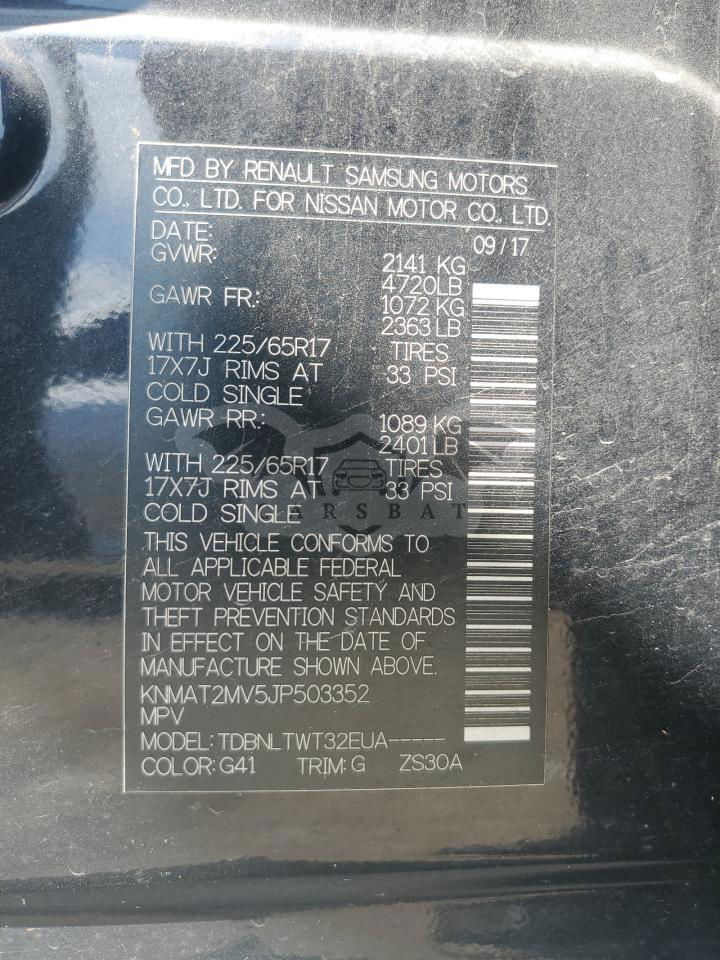 MFD BY RENAULT SAMSUNG MOTORS
CO., LTD. FOR NISSAN MOTOR CO., LTD.
DATE: 09/17
GVWR: 2141 KG
4720LB
GAWR FR.: 1072 KG
2363 LB
WITH 225/65R17 TIRES
17X7J RIMS AT 33 PSI
COLD SINGLE
GAWR RR.: 1089 KG
2401 LB
WITH 225/65R17 TIRES
17X7J RIMS AT 33 PSI
COLD SINGLE
ARSBAT
THIS VEHICLE CONFORMS TO
ALL APPLICABLE FEDERAL
MOTOR VEHICLE SAFETY AND
THEFT PREVENTION STANDARDS
IN EFFECT ON THE DATE OF
MANUFACTURE SHOWN ABOVE.
KNMAT2MV5JP503352
MPV
MODEL: TDBNLTWT32EUA-----
COLOR: G41 TRIM: G ZS30A